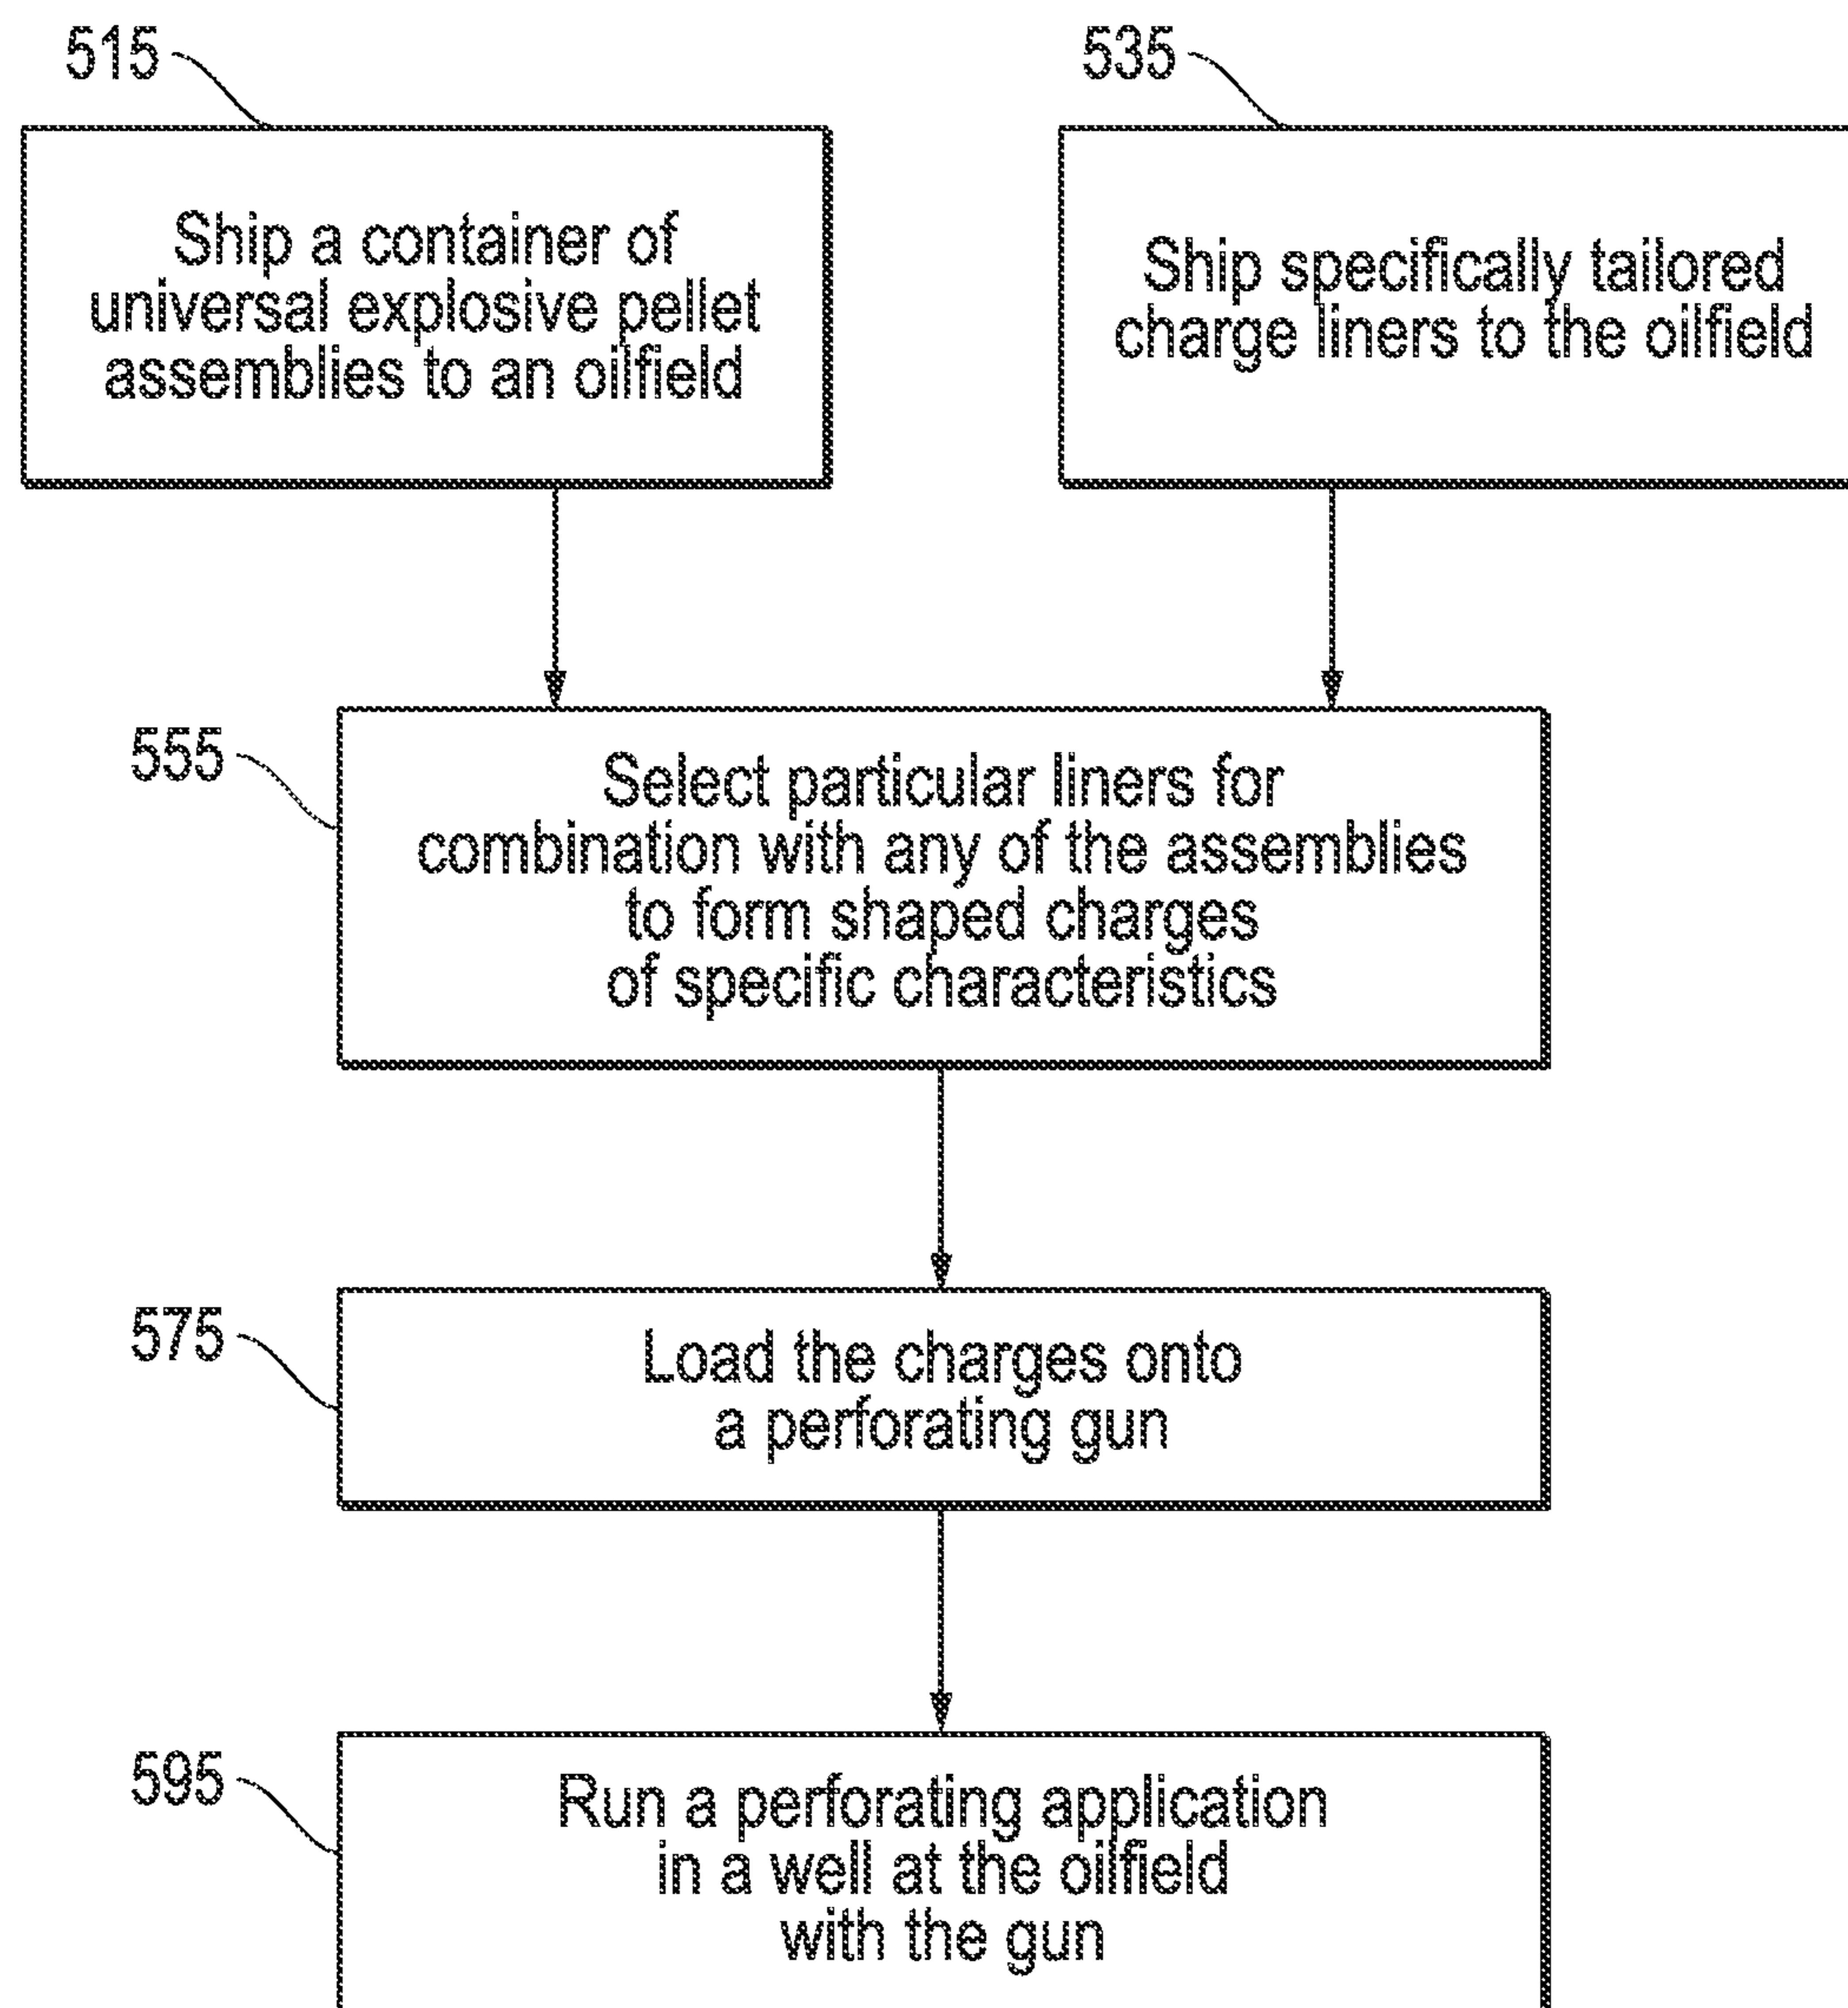 515
535
Ship a container of
universal explosive pellet
assemblies to an oilfield
Ship specifically tailored
charge liners to the oilfield
555
Select particular liners for
combination with any of the assemblies
to form shaped charges
of specific characteristics
575
Load the charges onto
a perforating gun
595
Run a perforating application
in a well at the oilfield
with the gun